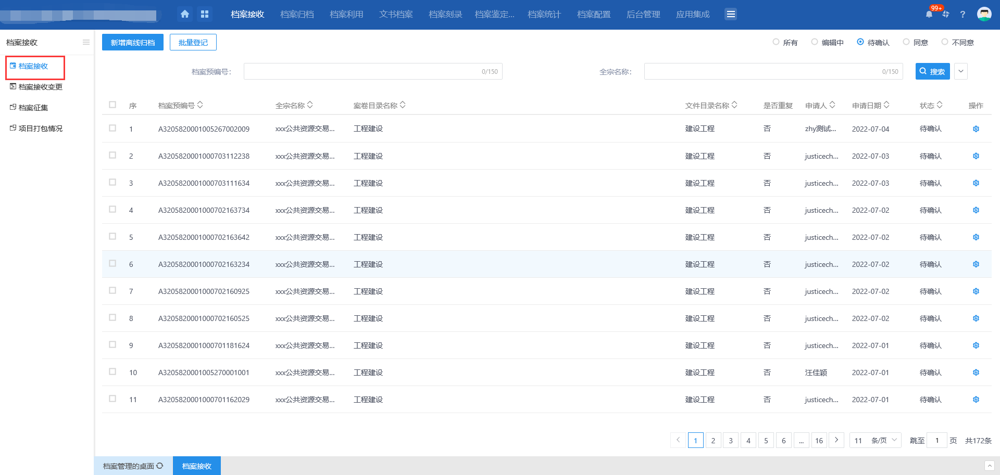 档案接收 档案归档 档案利用 文书档案 档案刻录 档案鉴定... 档案统计 档案配置 后台管理 应用集成 99+ ?
档案接收
档案接收
档案接收变更
档案征集
项目打包情况
新增离线归档 批量登记 所有 编辑中 待确认 同意 不同意
档案预编号: 0/150 全宗名称: 0/150 搜索
序 档案预编号 全宗名称 案卷目录名称 文件目录名称 是否重复 申请人 申请日期 状态 操作
1 A3205820001005267002009 xxx公共资源交易... 工程建设 建设工程 否 zhy测试... 2022-07-04 待确认
2 A3205820001000703112238 xxx公共资源交易... 工程建设 建设工程 否 justicech... 2022-07-03 待确认
3 A3205820001000703111634 xxx公共资源交易... 工程建设 建设工程 否 justicech... 2022-07-03 待确认
4 A3205820001000702163734 xxx公共资源交易... 工程建设 建设工程 否 justicech... 2022-07-02 待确认
5 A3205820001000702163642 xxx公共资源交易... 工程建设 建设工程 否 justicech... 2022-07-02 待确认
6 A3205820001000702163234 xxx公共资源交易... 工程建设 建设工程 否 justicech... 2022-07-02 待确认
7 A3205820001000702160925 xxx公共资源交易... 工程建设 建设工程 否 justicech... 2022-07-02 待确认
8 A3205820001000702160525 xxx公共资源交易... 工程建设 建设工程 否 justicech... 2022-07-02 待确认
9 A3205820001000701181624 xxx公共资源交易... 工程建设 建设工程 否 justicech... 2022-07-01 待确认
10 A3205820001005270001001 xxx公共资源交易... 工程建设 建设工程 否 汪佳颖 2022-07-01 待确认
11 A3205820001000701162029 xxx公共资源交易... 工程建设 建设工程 否 justicech... 2022-07-01 待确认
1 2 3 4 5 6 ... 16 11 条/页 跳至 1 页 共172条
档案管理的桌面 档案接收